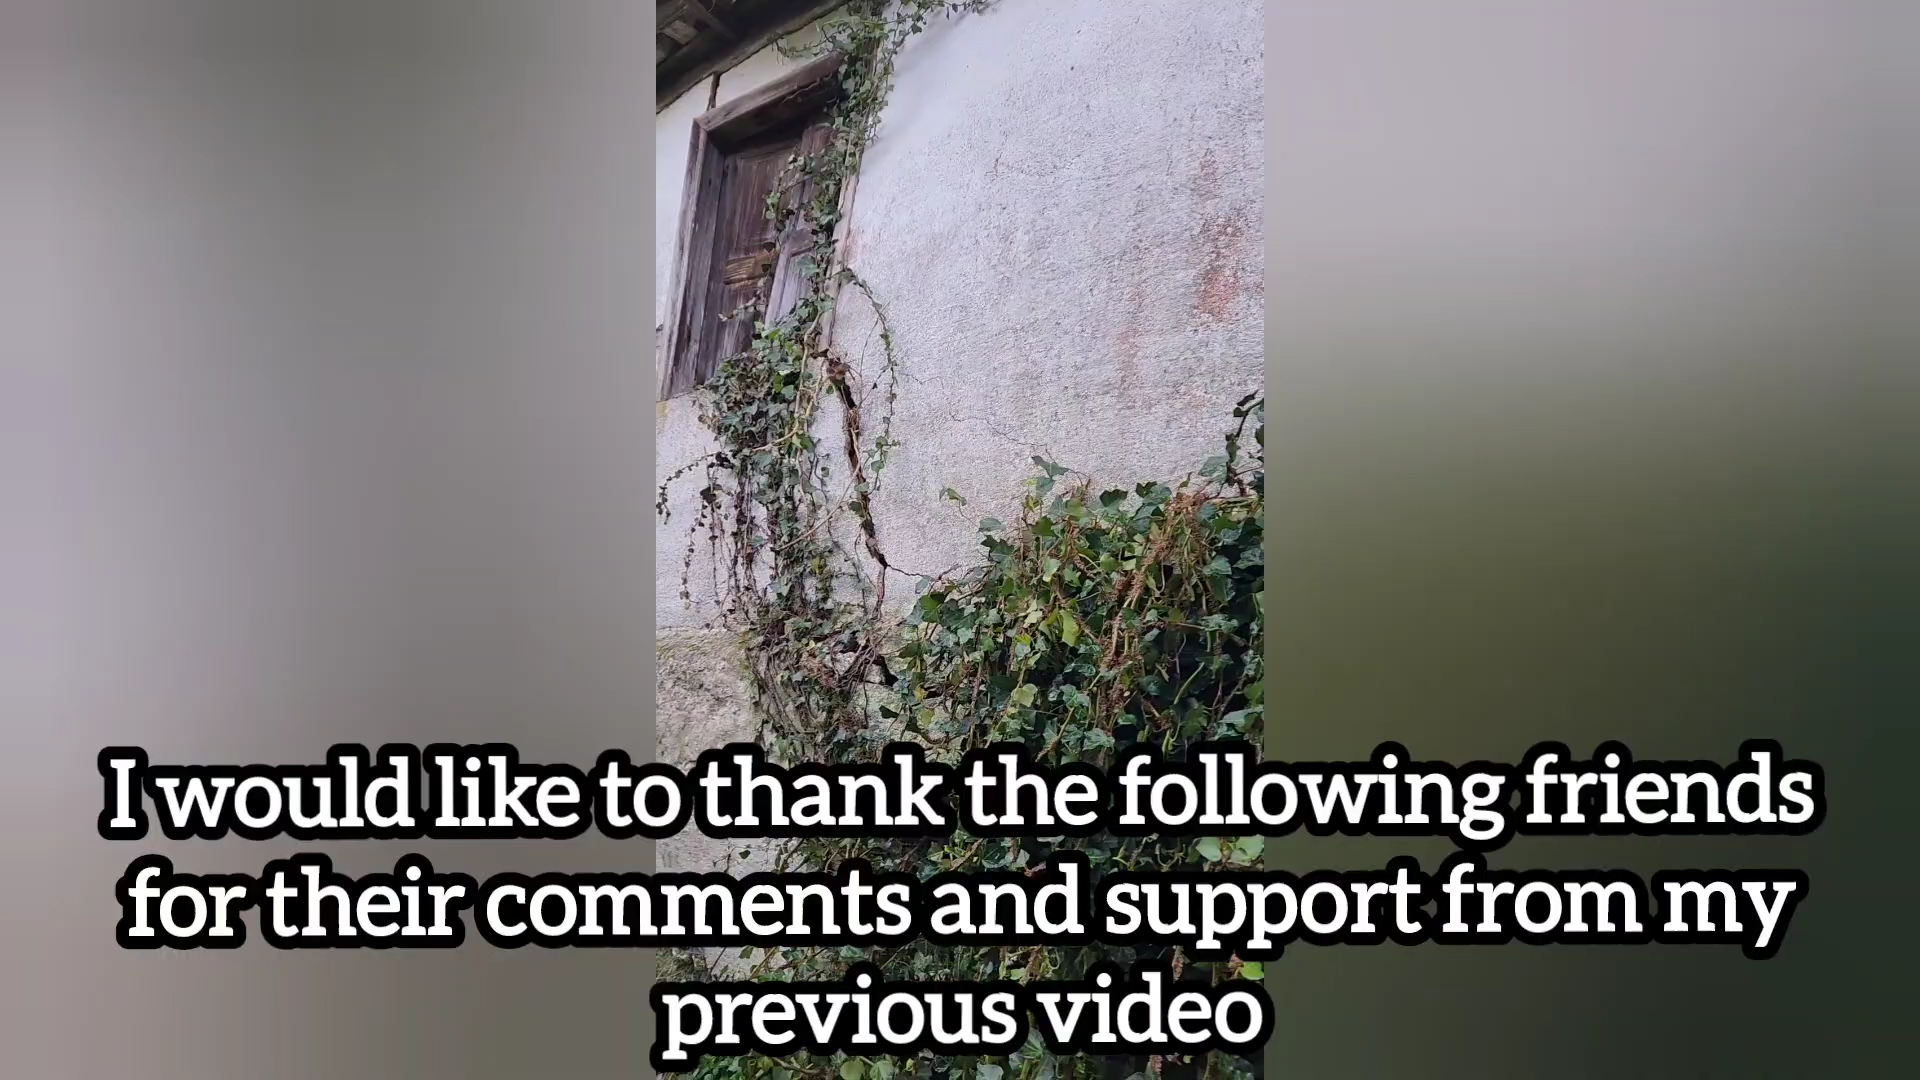 I would like to thank the following friends
for their comments and support from my
previous video